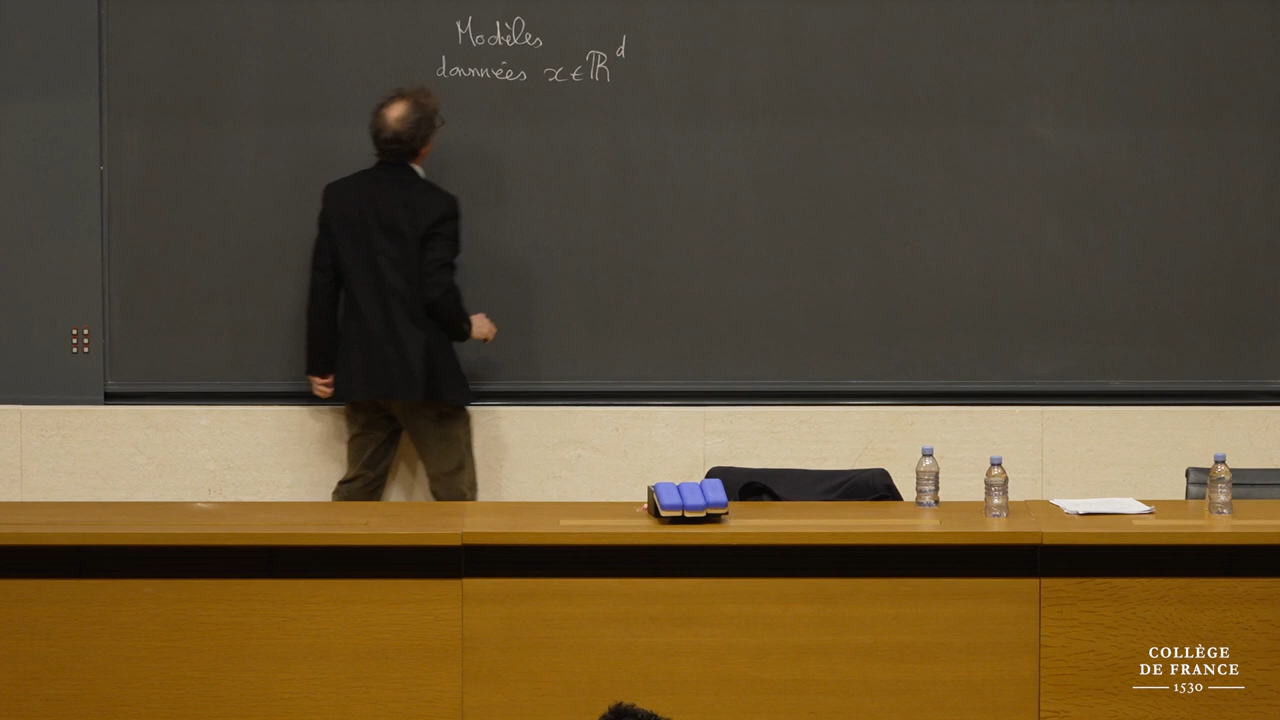 Modèles
données x ∈ ℝ^d
COLLÈGE
DE FRANCE
1530